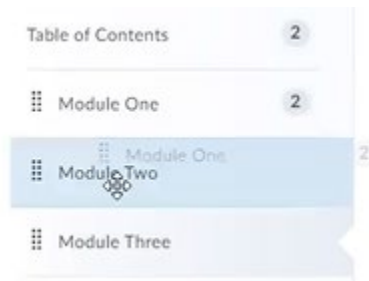 Table of Contents 2
Module One 2
Module One 2
Module Two
Module Three